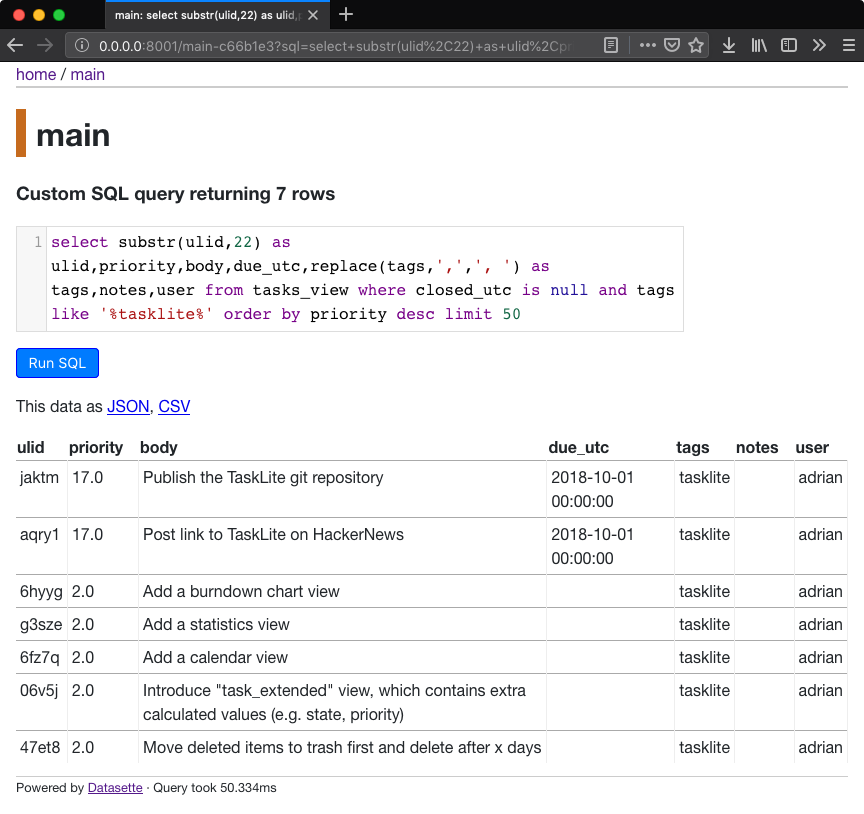 main: select substr(ulid,22) as ulid,
0.0.0.0:8001/main-c66b1e3?sql=select+substr(ulid%2C22)+as+ulid%2Cpr
home / main
main
Custom SQL query returning 7 rows
1 select substr(ulid,22) as
ulid,priority,body,due_utc,replace(tags,',',', ') as
tags,notes,user from tasks_view where closed_utc is null and tags
like '%tasklite%' order by priority desc limit 50
Run SQL
This data as JSON, CSV
ulid priority body due_utc tags notes user
jaktm 17.0 Publish the TaskLite git repository 2018-10-01 tasklite adrian
00:00:00
aqry1 17.0 Post link to TaskLite on HackerNews 2018-10-01 tasklite adrian
00:00:00
6hyyg 2.0 Add a burndown chart view tasklite adrian
g3sze 2.0 Add a statistics view tasklite adrian
6fz7q 2.0 Add a calendar view tasklite adrian
06v5j 2.0 Introduce "task_extended" view, which contains extra tasklite adrian
calculated values (e.g. state, priority)
47et8 2.0 Move deleted items to trash first and delete after x days tasklite adrian
Powered by Datasette · Query took 50.334ms